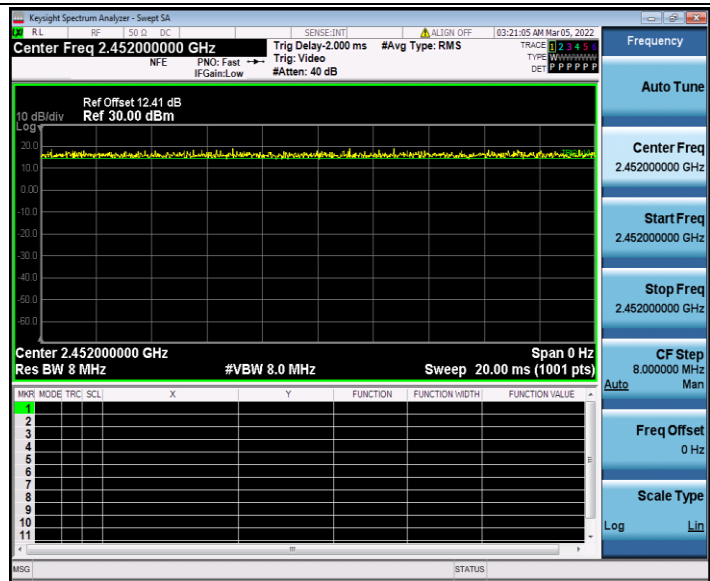 Keysight Spectrum Analyzer - Swept SA
RL RF 50 Ω DC SENSE:INT ALIGN OFF 03:21:05 AM Mar 05, 2022
Center Freq 2.452000000 GHz
NFE PNO: Fast IFGain:Low
Trig Delay-2.000 ms #Avg Type: RMS
Trig: Video
#Atten: 40 dB
TRACE 1 2 3 4 5 6
TYPE WWWWWW
DET P P P P P P
Ref Offset 12.41 dB
10 dB/div Ref 30.00 dBm
Log
20.0
10.0
0.00
-10.0
-20.0
-30.0
-40.0
-50.0
-60.0
Center 2.452000000 GHz Span 0 Hz
Res BW 8 MHz #VBW 8.0 MHz Sweep 20.00 ms (1001 pts)
MKR MODE TRC SCL X Y FUNCTION FUNCTION WIDTH FUNCTION VALUE
1
2
3
4
5
6
7
8
9
10
11
MSG STATUS
Frequency
Auto Tune
Center Freq
2.452000000 GHz
Start Freq
2.452000000 GHz
Stop Freq
2.452000000 GHz
CF Step
8.000000 MHz
Auto Man
Freq Offset
0 Hz
Scale Type
Log Lin